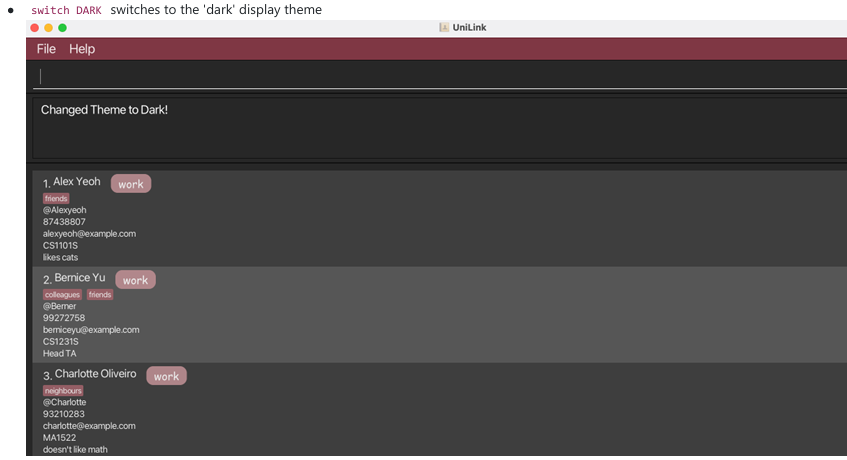 switch DARK switches to the 'dark' display theme
UniLink
File Help
Changed Theme to Dark!
1. Alex Yeoh work
friends
@Alexyeoh
87438807
alexyeoh@example.com
CS1101S
likes cats
2. Bernice Yu work
colleagues friends
@Berner
99272758
berniceyu@example.com
CS1231S
Head TA
3. Charlotte Oliveiro work
neighbours
@Charlotte
93210283
charlotte@example.com
MA1522
doesn't like math